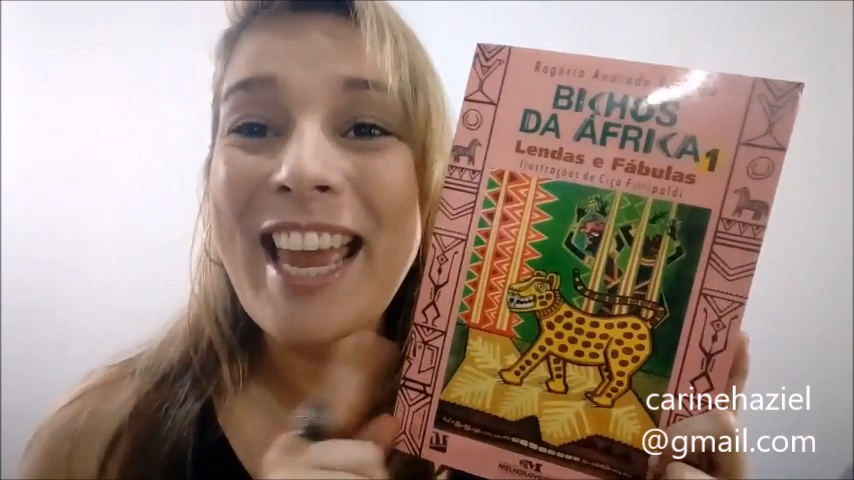 Rogério Andrade
BICHOS
DA ÁFRICA 1
Lendas e Fábulas
Ilustrações de Ciça Fittipaldi
carinehaziel
@gmail.com